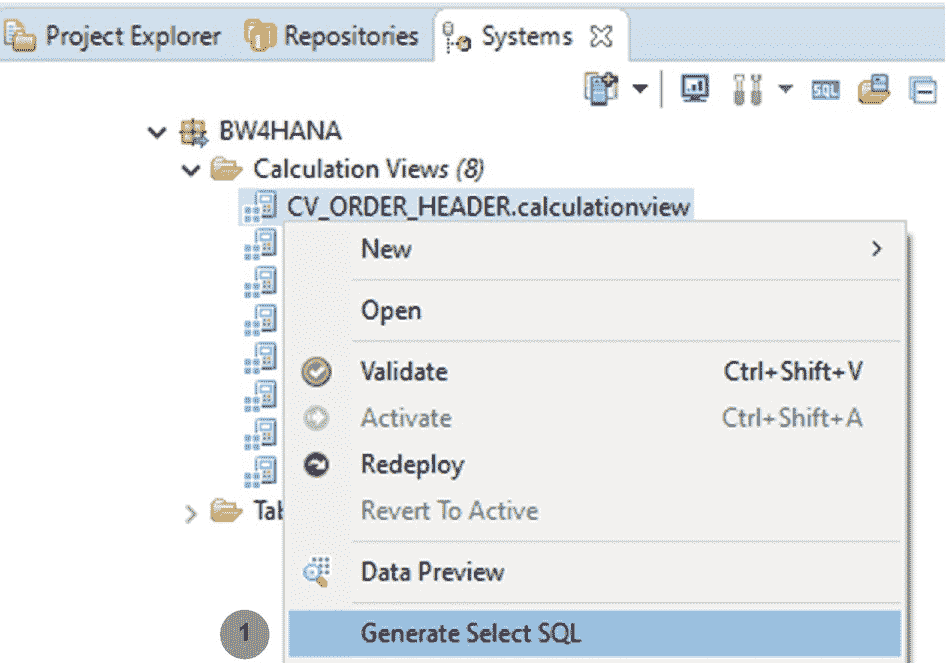 Project Explorer Repositories Systems
SQL
BW4HANA
Calculation Views (8)
CV_ORDER_HEADER.calculationview
New
Open
Validate Ctrl+Shift+V
Activate Ctrl+Shift+A
Redeploy
Tab Revert To Active
Data Preview
1 Generate Select SQL